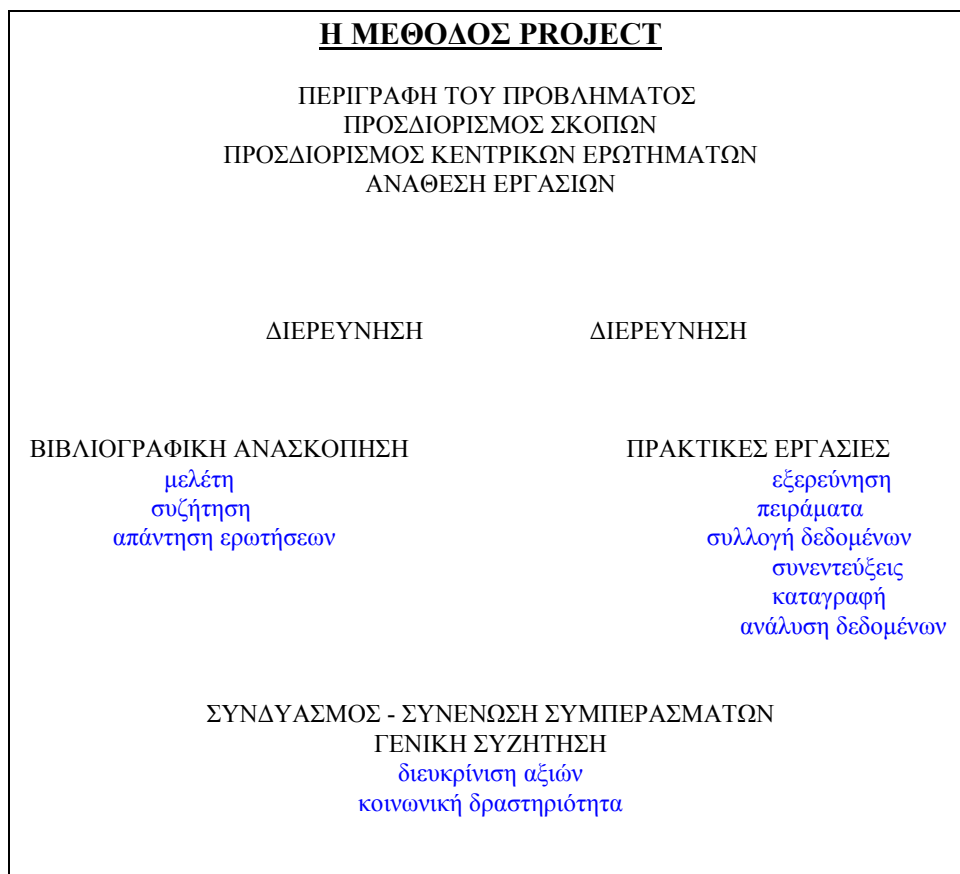 Η ΜΕΘΟΔΟΣ PROJECT
ΠΕΡΙΓΡΑΦΗ ΤΟΥ ΠΡΟΒΛΗΜΑΤΟΣ
ΠΡΟΣΔΙΟΡΙΣΜΟΣ ΣΚΟΠΩΝ
ΠΡΟΣΔΙΟΡΙΣΜΟΣ ΚΕΝΤΡΙΚΩΝ ΕΡΩΤΗΜΑΤΩΝ
ΑΝΑΘΕΣΗ ΕΡΓΑΣΙΩΝ
ΔΙΕΡΕΥΝΗΣΗ ΔΙΕΡΕΥΝΗΣΗ
ΒΙΒΛΙΟΓΡΑΦΙΚΗ ΑΝΑΣΚΟΠΗΣΗ ΠΡΑΚΤΙΚΕΣ ΕΡΓΑΣΙΕΣ
μελέτη εξερεύνηση
συζήτηση πειράματα
απάντηση ερωτήσεων συλλογή δεδομένων
συνεντεύξεις
καταγραφή
ανάλυση δεδομένων
ΣΥΝΔΥΑΣΜΟΣ - ΣΥΝΕΝΩΣΗ ΣΥΜΠΕΡΑΣΜΑΤΩΝ
ΓΕΝΙΚΗ ΣΥΖΗΤΗΣΗ
διευκρίνιση αξιών
κοινωνική δραστηριότητα